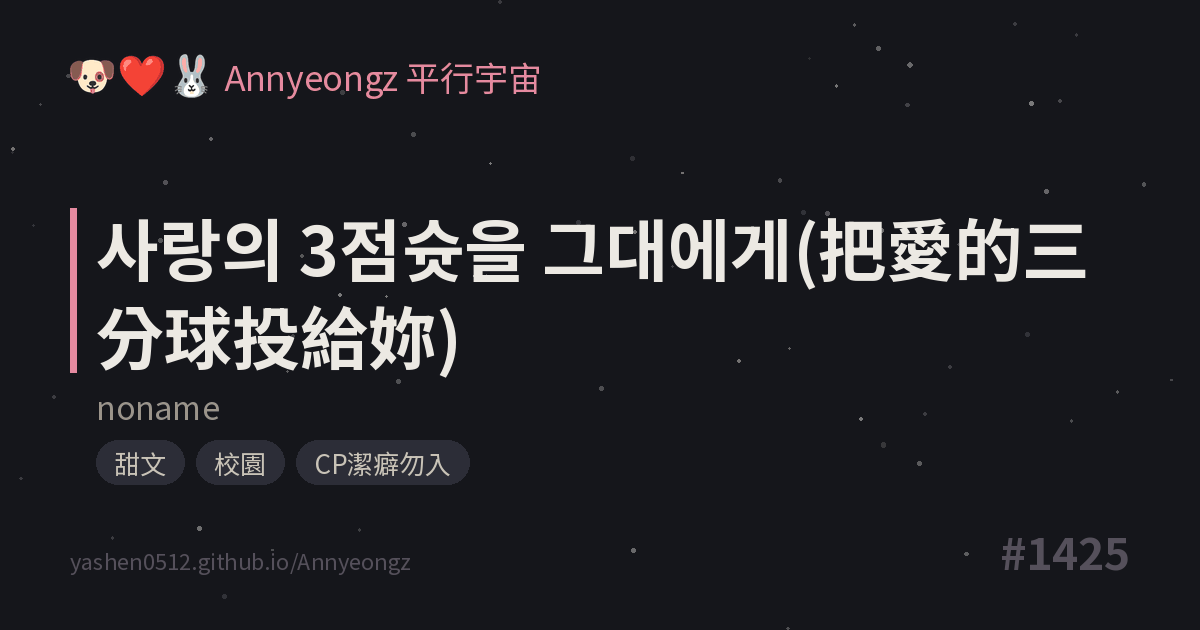 🐶❤️🐰 Annyeongz 平行宇宙
사랑의 3점슛을 그대에게(把愛的三
分球投給妳)
noname
甜文 校園 CP潔癖勿入
yashen0512.github.io/Annyeongz #1425